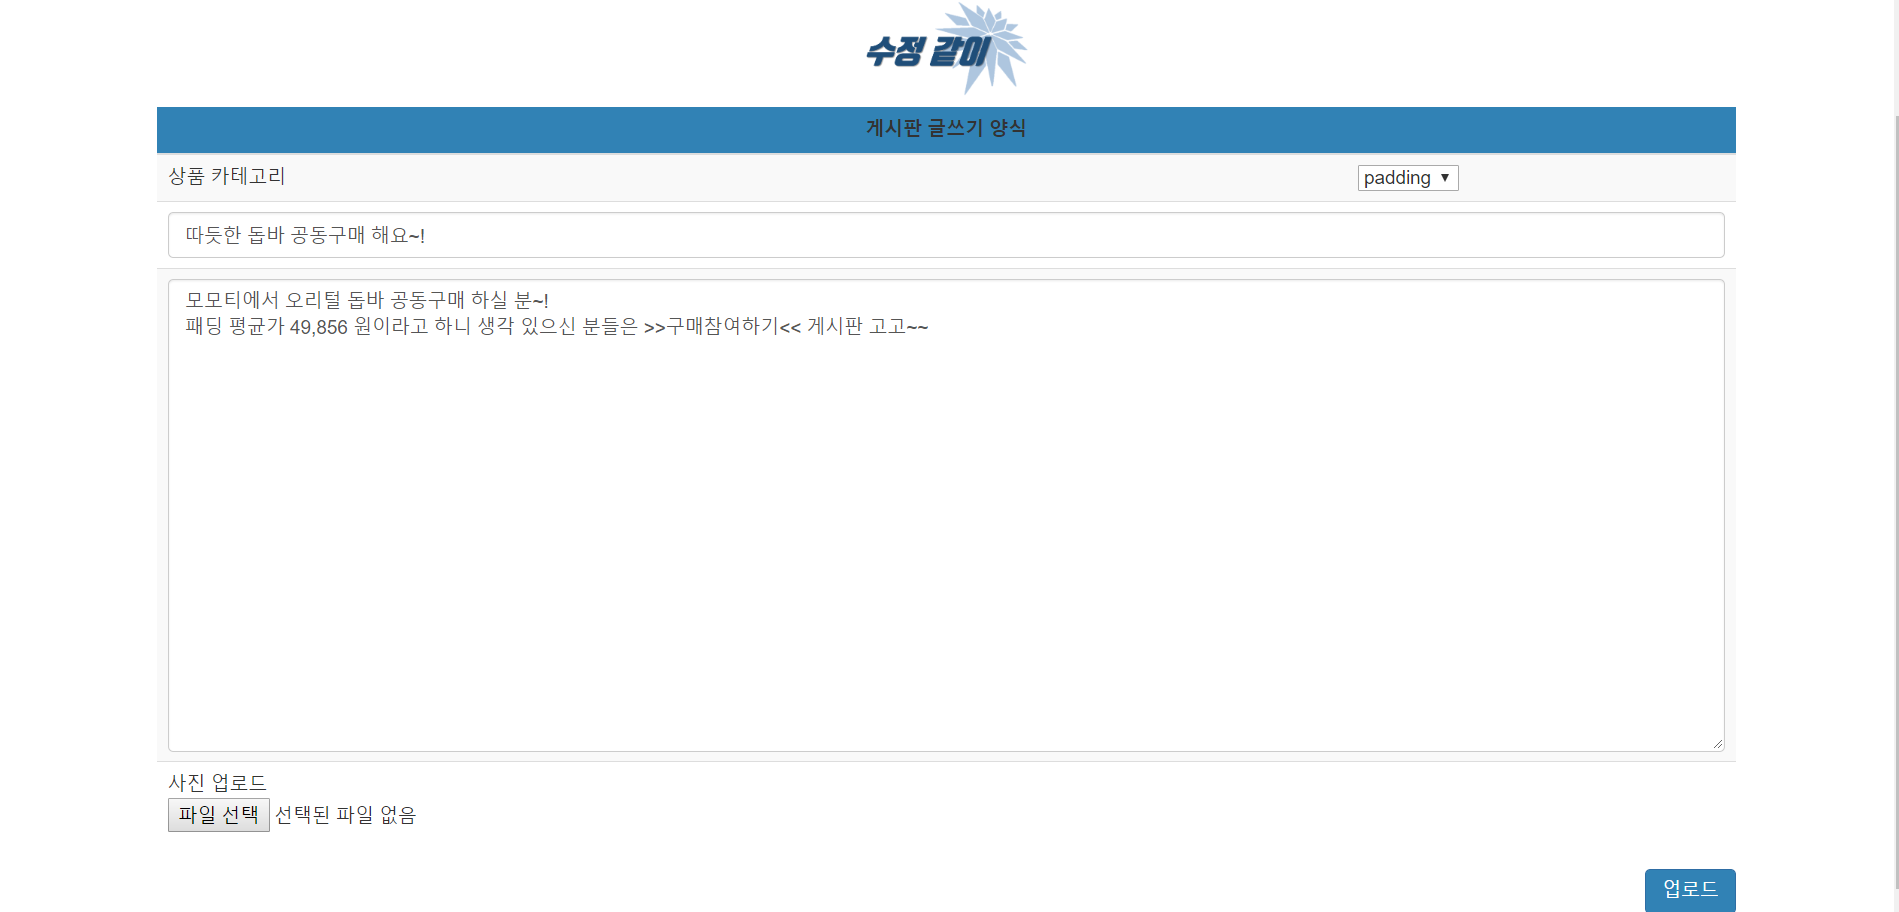 수정 같이
게시판 글쓰기 양식
상품 카테고리
padding ▼
따듯한 돕바 공동구매 해요~!
모모티에서 오리털 돕바 공동구매 하실 분~!
패딩 평균가 49,856 원이라고 하니 생각 있으신 분들은 >>구매참여하기<< 게시판 고고~~
사진 업로드
파일 선택 선택된 파일 없음
업로드